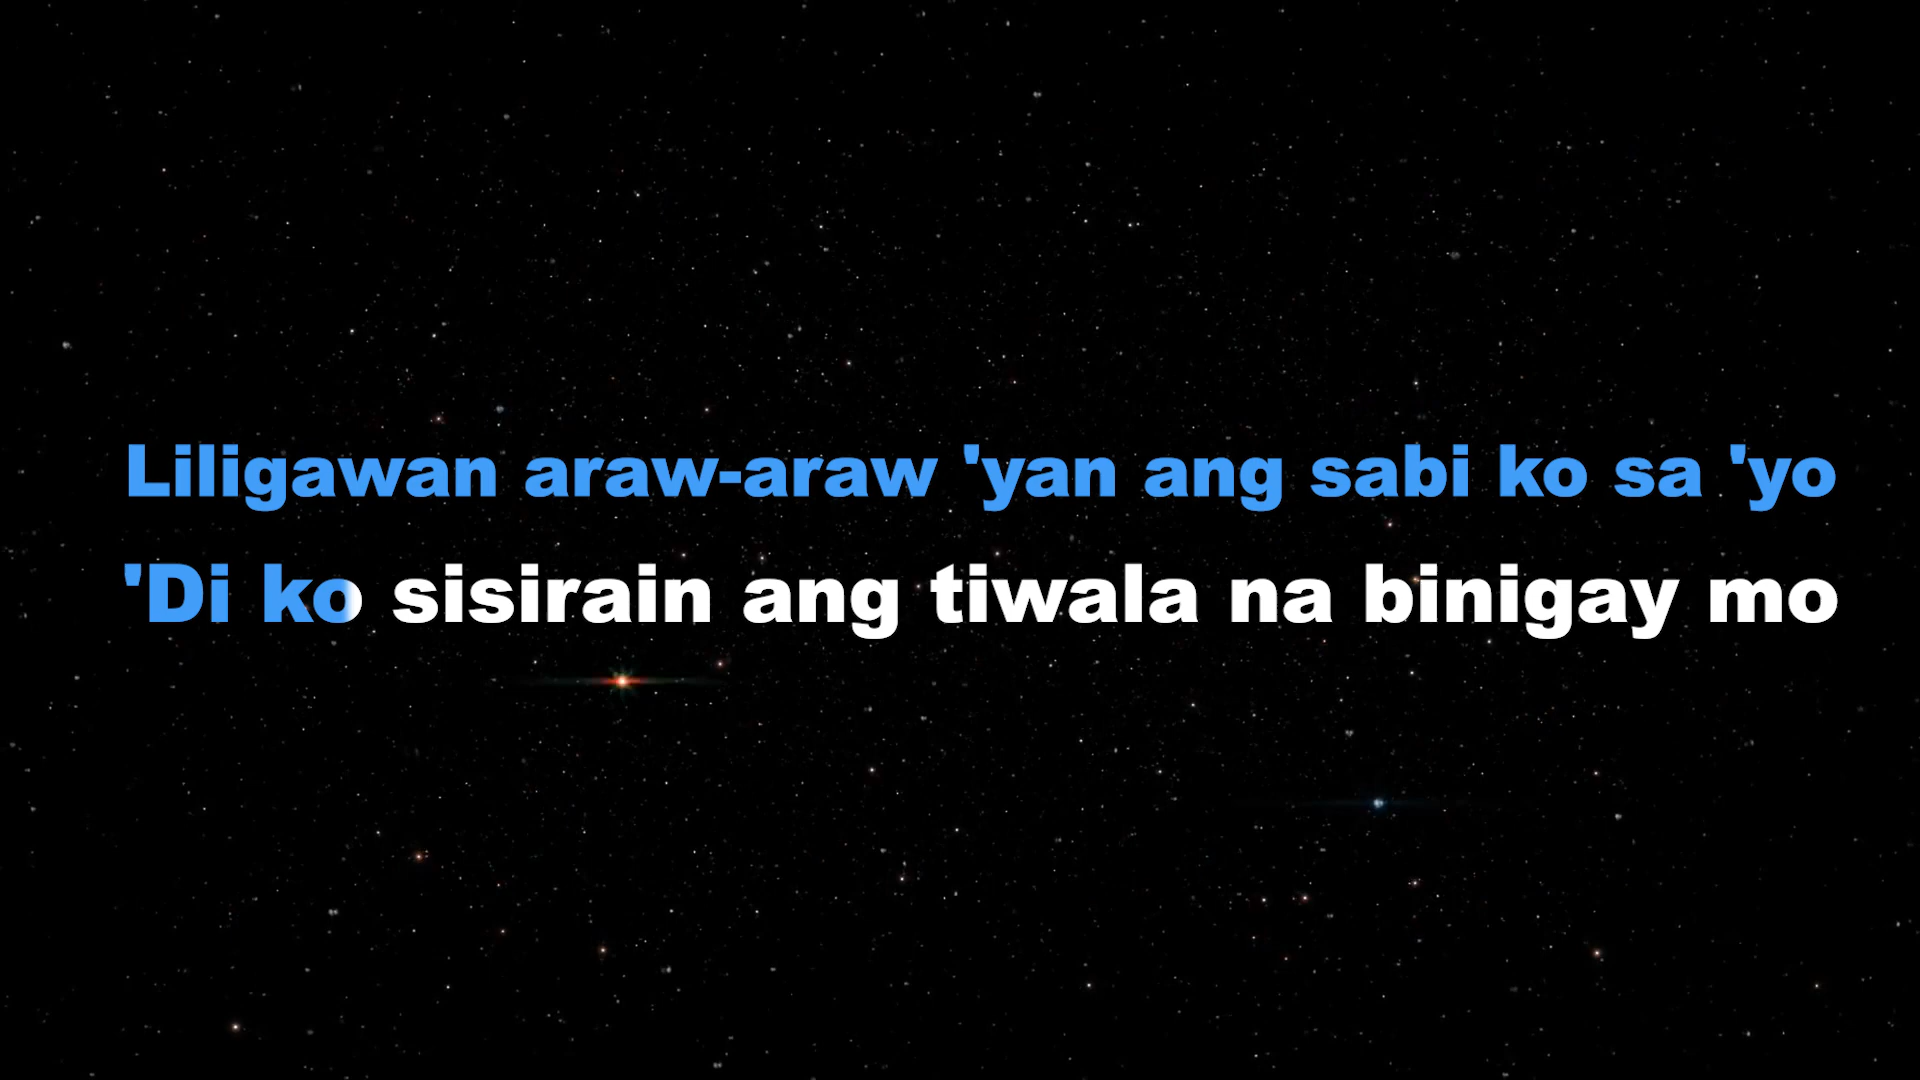 Liligawan araw-araw 'yan ang sabi ko sa 'yo
'Di ko sisirain ang tiwala na binigay mo